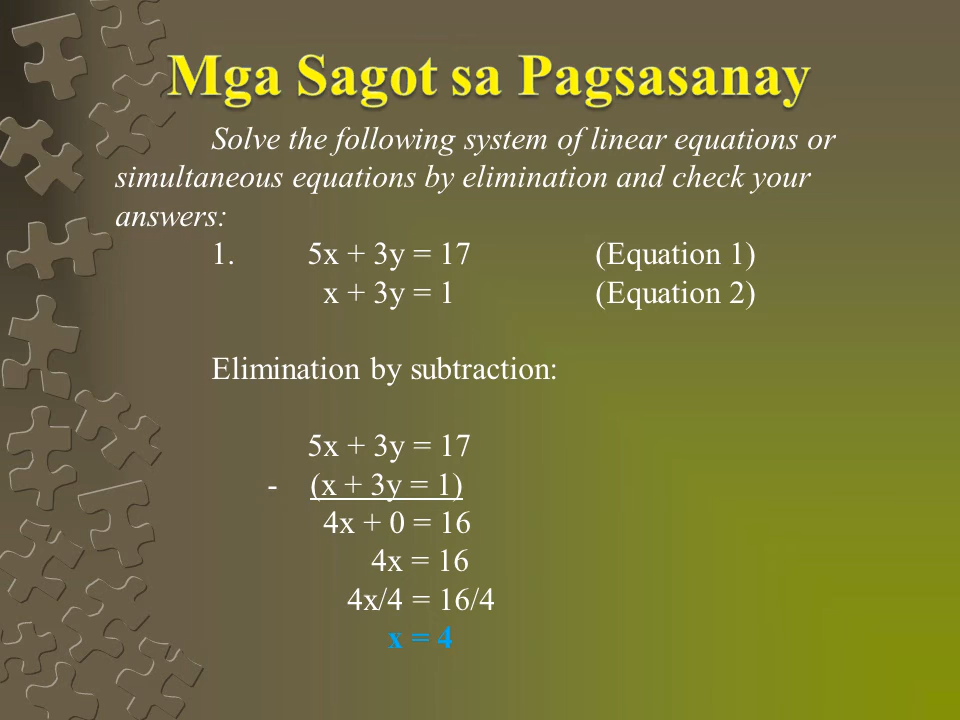 Mga Sagot sa Pagsasanay
Solve the following system of linear equations or
simultaneous equations by elimination and check your
answers:
1. 5x + 3y = 17 (Equation 1)
x + 3y = 1 (Equation 2)
Elimination by subtraction:
5x + 3y = 17
- (x + 3y = 1)
4x + 0 = 16
4x = 16
4x/4 = 16/4
x = 4